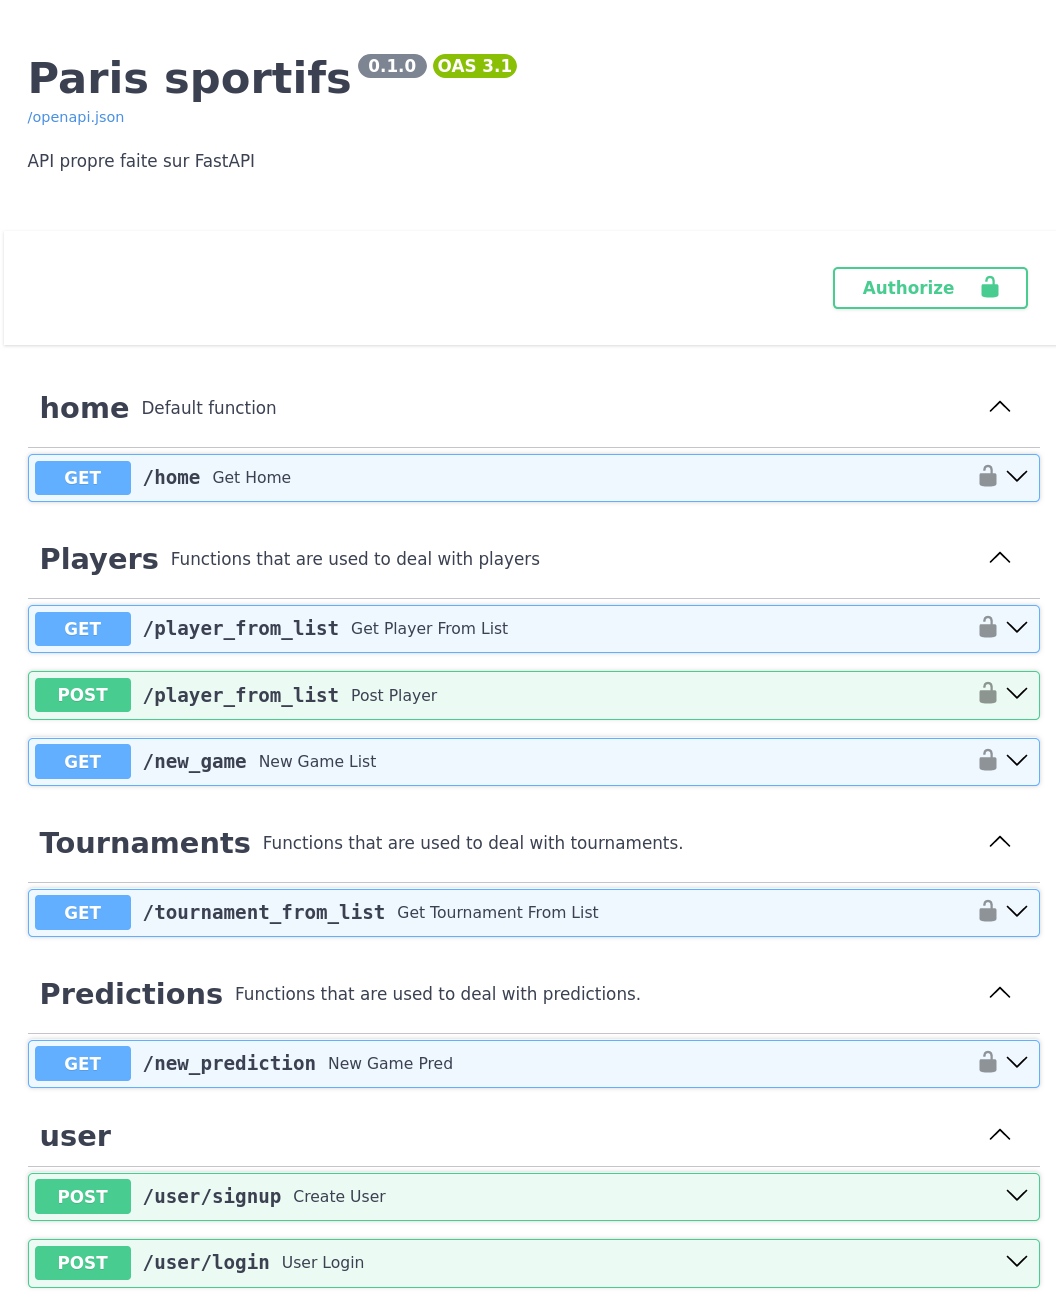 Paris sportifs 0.1.0 OAS 3.1
/openapi.json
API propre faite sur FastAPI
Authorize
home Default function
GET /home Get Home
Players Functions that are used to deal with players
GET /player_from_list Get Player From List
POST /player_from_list Post Player
GET /new_game New Game List
Tournaments Functions that are used to deal with tournaments.
GET /tournament_from_list Get Tournament From List
Predictions Functions that are used to deal with predictions.
GET /new_prediction New Game Pred
user
POST /user/signup Create User
POST /user/login User Login